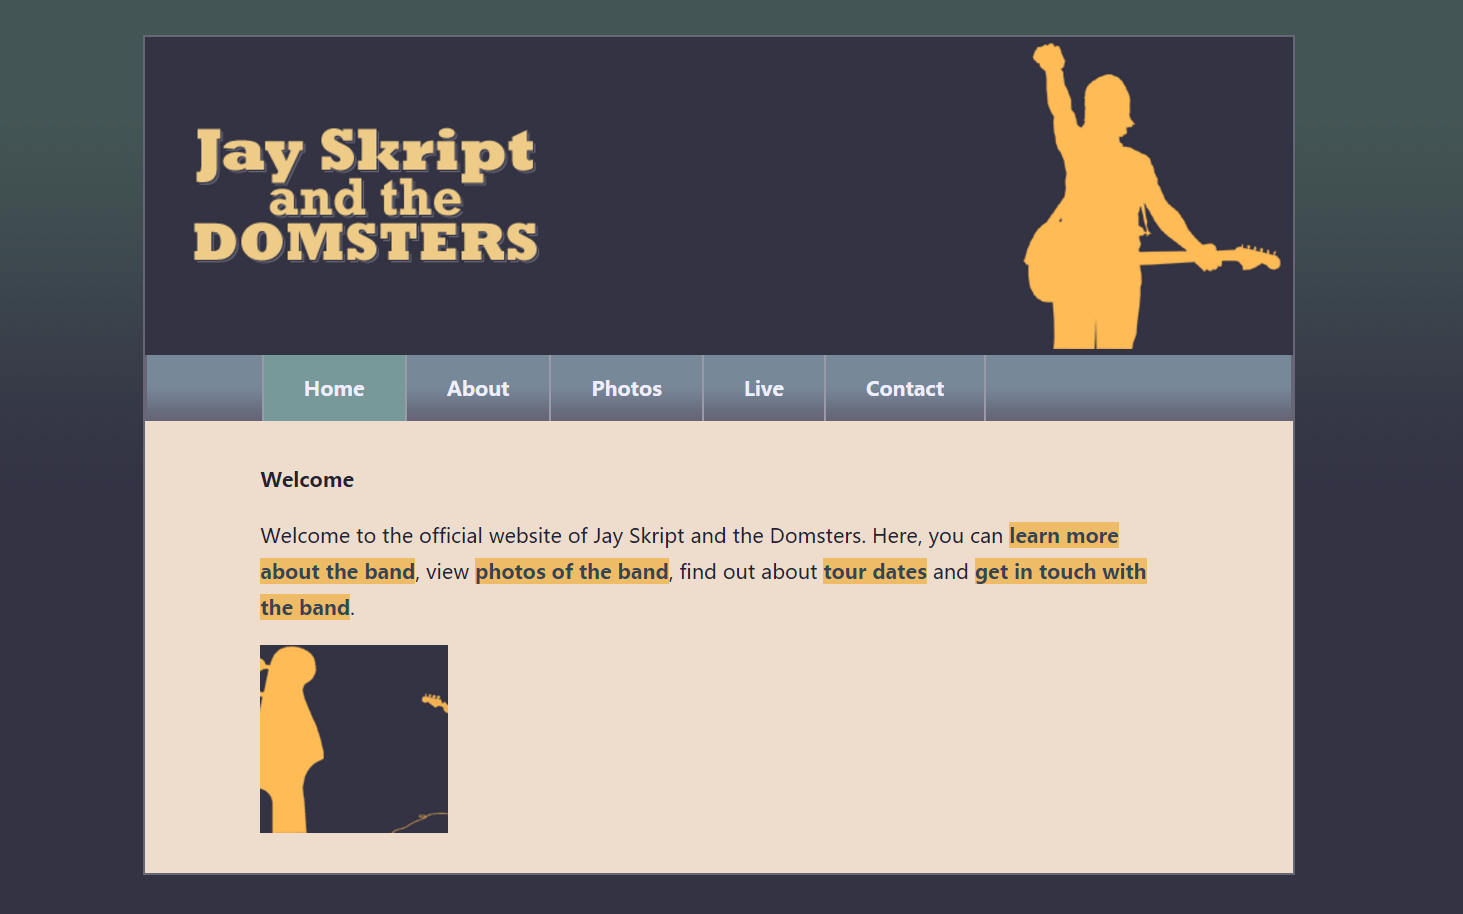 Jay Skript
and the
DOMSTERS
Home About Photos Live Contact
Welcome
Welcome to the official website of Jay Skript and the Domsters. Here, you can learn more
about the band, view photos of the band, find out about tour dates and get in touch with
the band.